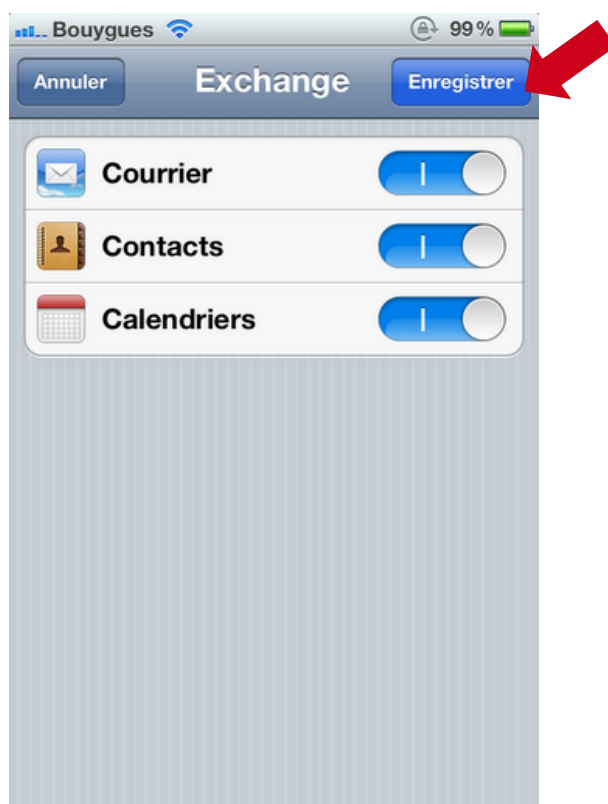 Bouygues 99 %
Annuler Exchange Enregistrer
Courrier
Contacts
Calendriers